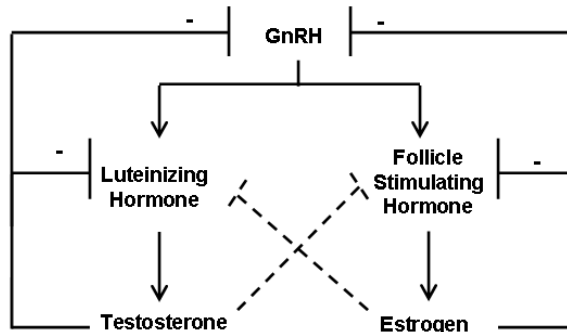 -
-
GnRH
-
-
Luteinizing
Hormone
Follicle
Stimulating
Hormone
Testosterone
Estrogen